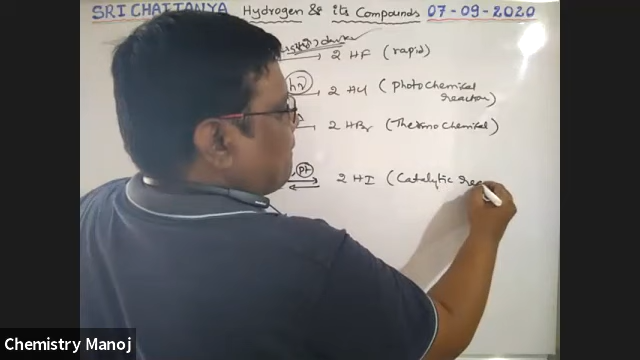 SRI CHAITANYA Hydrogen & its Compounds 07-09-2020
2 HF (rapid)
hν 2 HCl (photochemical
reaction)
2 HBr (Thermochemical)
pt 2 HI (Catalytic rea
Chemistry Manoj